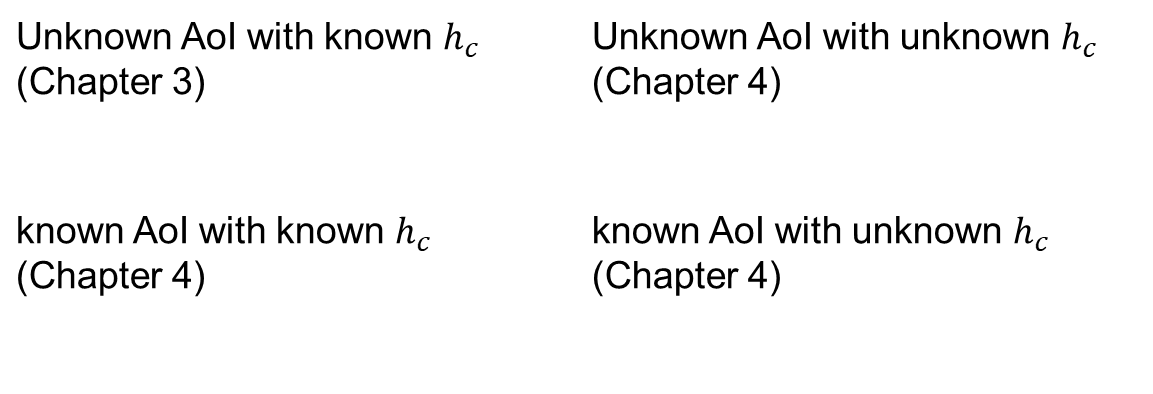 Unknown AoI with known h_c
(Chapter 3)
Unknown AoI with unknown h_c
(Chapter 4)
known AoI with known h_c
(Chapter 4)
known AoI with unknown h_c
(Chapter 4)